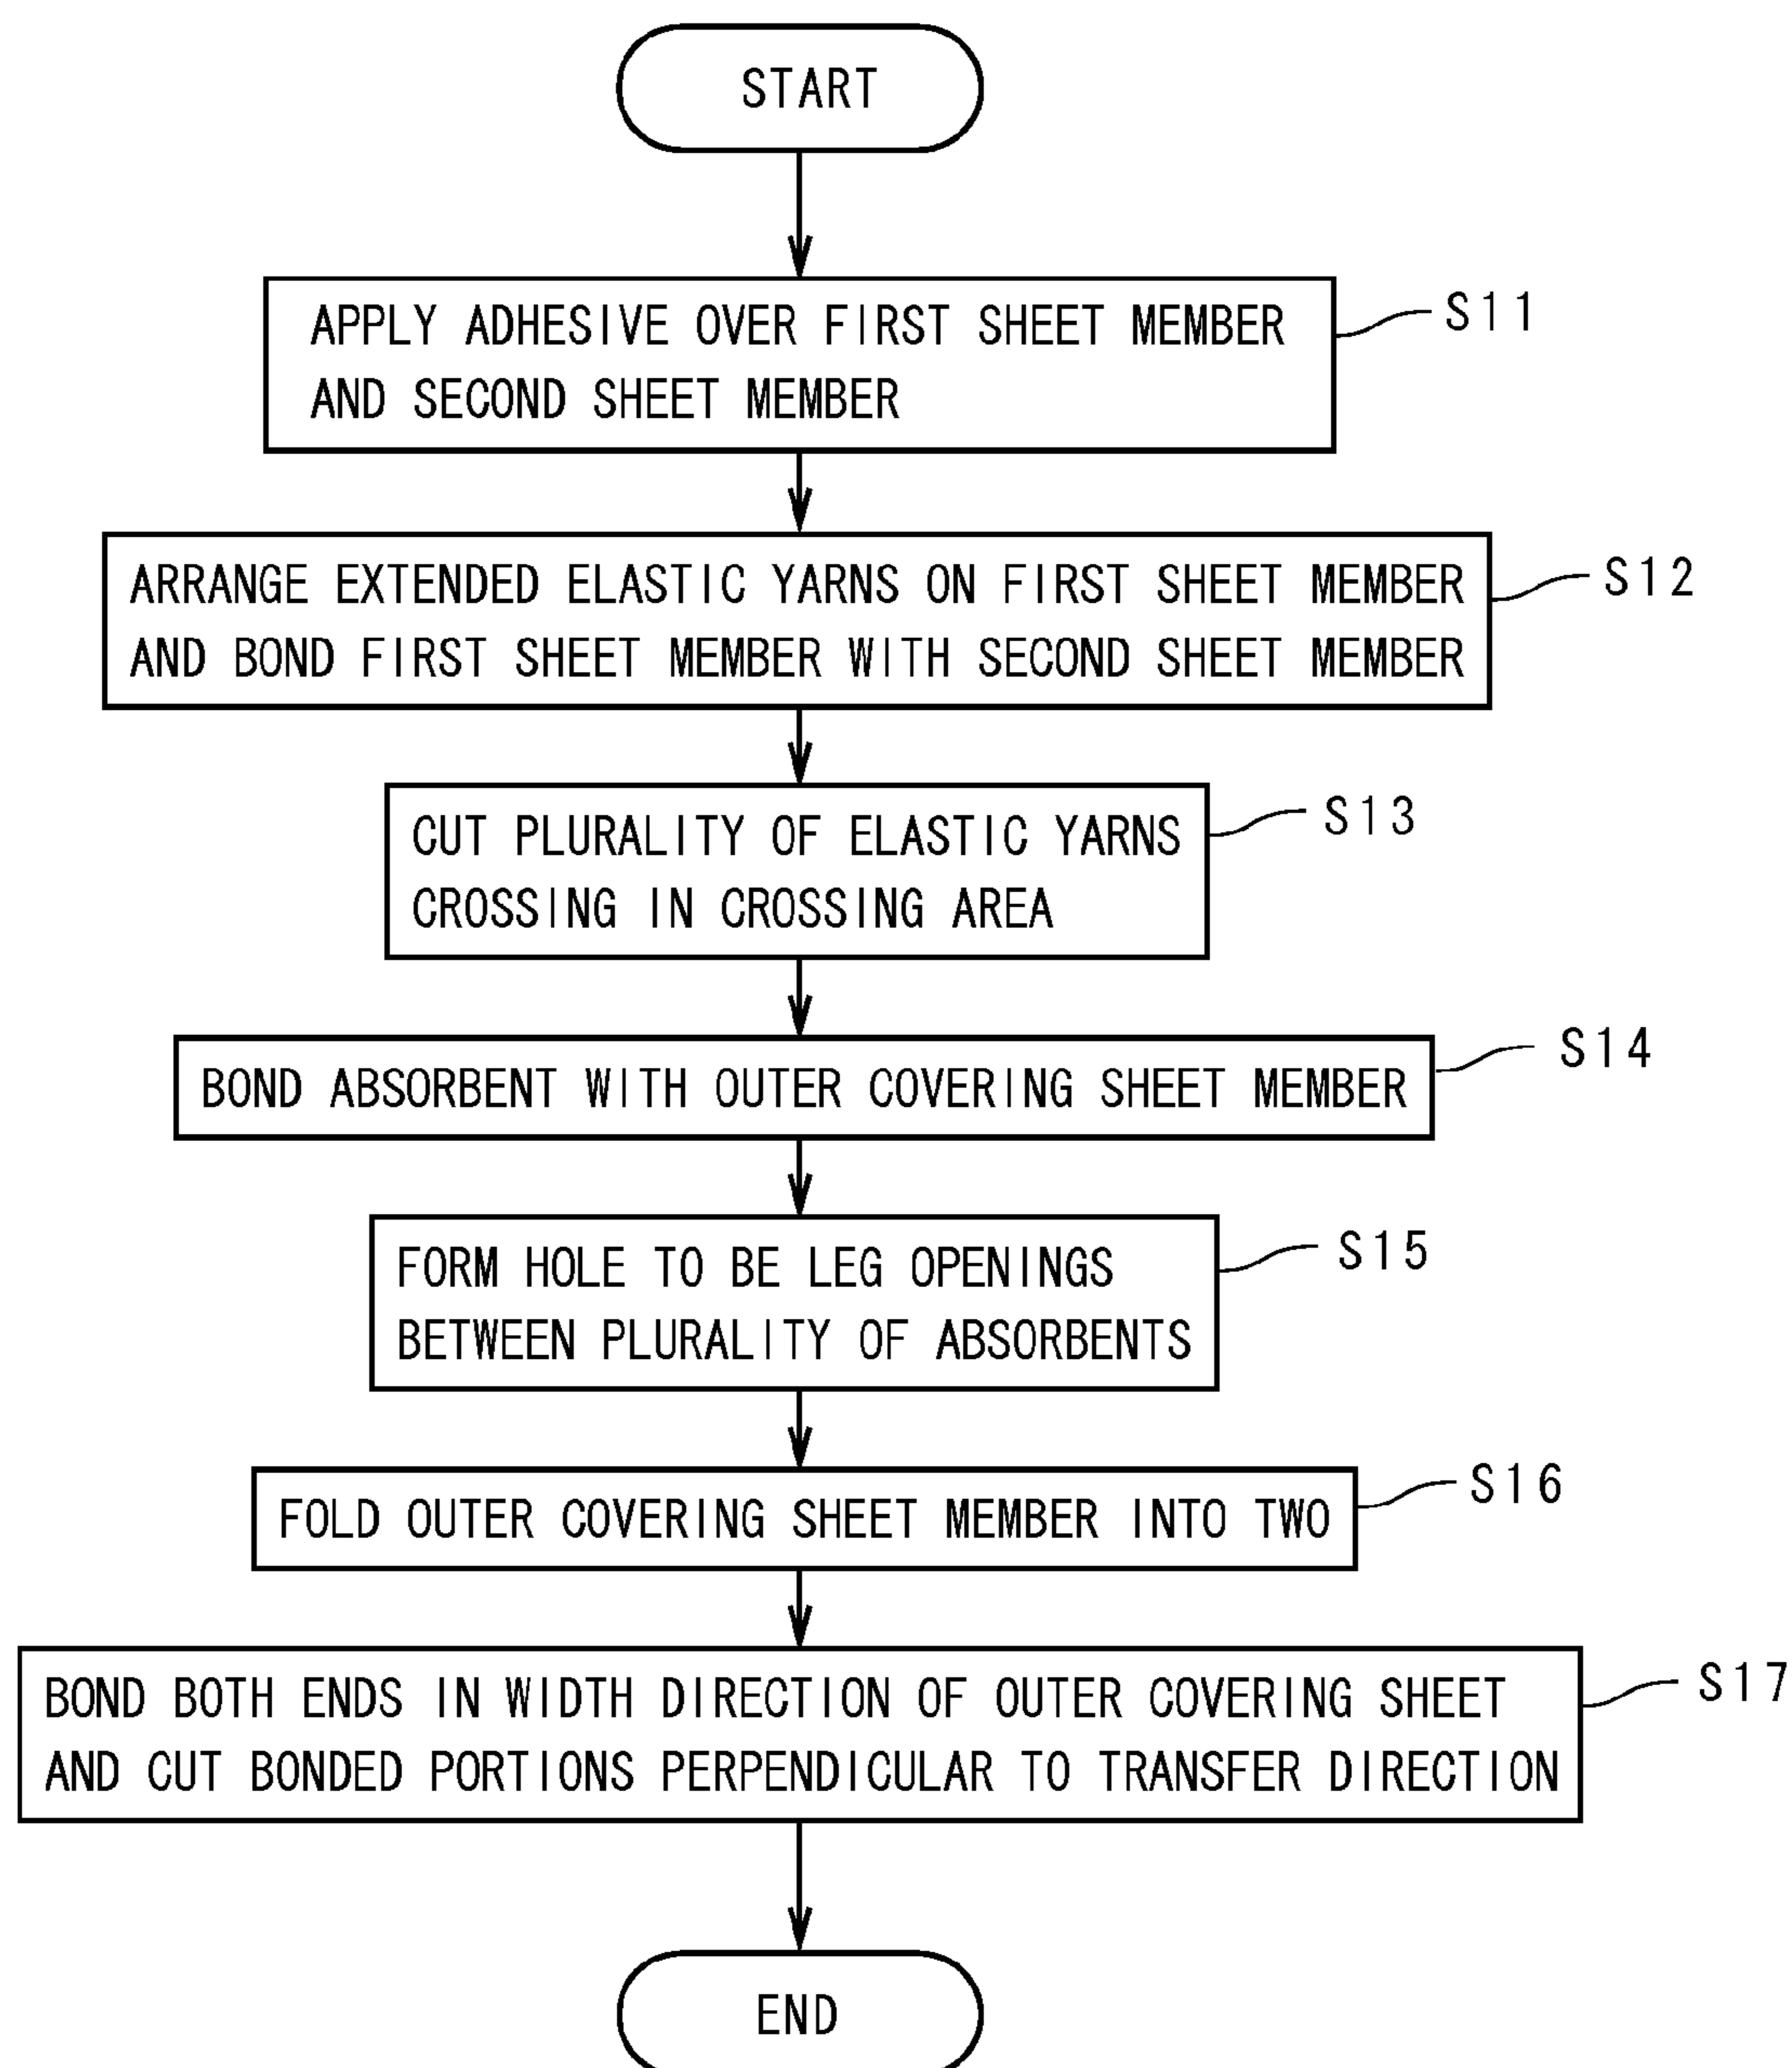 START
APPLY ADHESIVE OVER FIRST SHEET MEMBER
AND SECOND SHEET MEMBER
S11
ARRANGE EXTENDED ELASTIC YARNS ON FIRST SHEET MEMBER
AND BOND FIRST SHEET MEMBER WITH SECOND SHEET MEMBER
S12
CUT PLURALITY OF ELASTIC YARNS
CROSSING IN CROSSING AREA
S13
BOND ABSORBENT WITH OUTER COVERING SHEET MEMBER
S14
FORM HOLE TO BE LEG OPENINGS
BETWEEN PLURALITY OF ABSORBENTS
S15
FOLD OUTER COVERING SHEET MEMBER INTO TWO
S16
BOND BOTH ENDS IN WIDTH DIRECTION OF OUTER COVERING SHEET
AND CUT BONDED PORTIONS PERPENDICULAR TO TRANSFER DIRECTION
S17
END